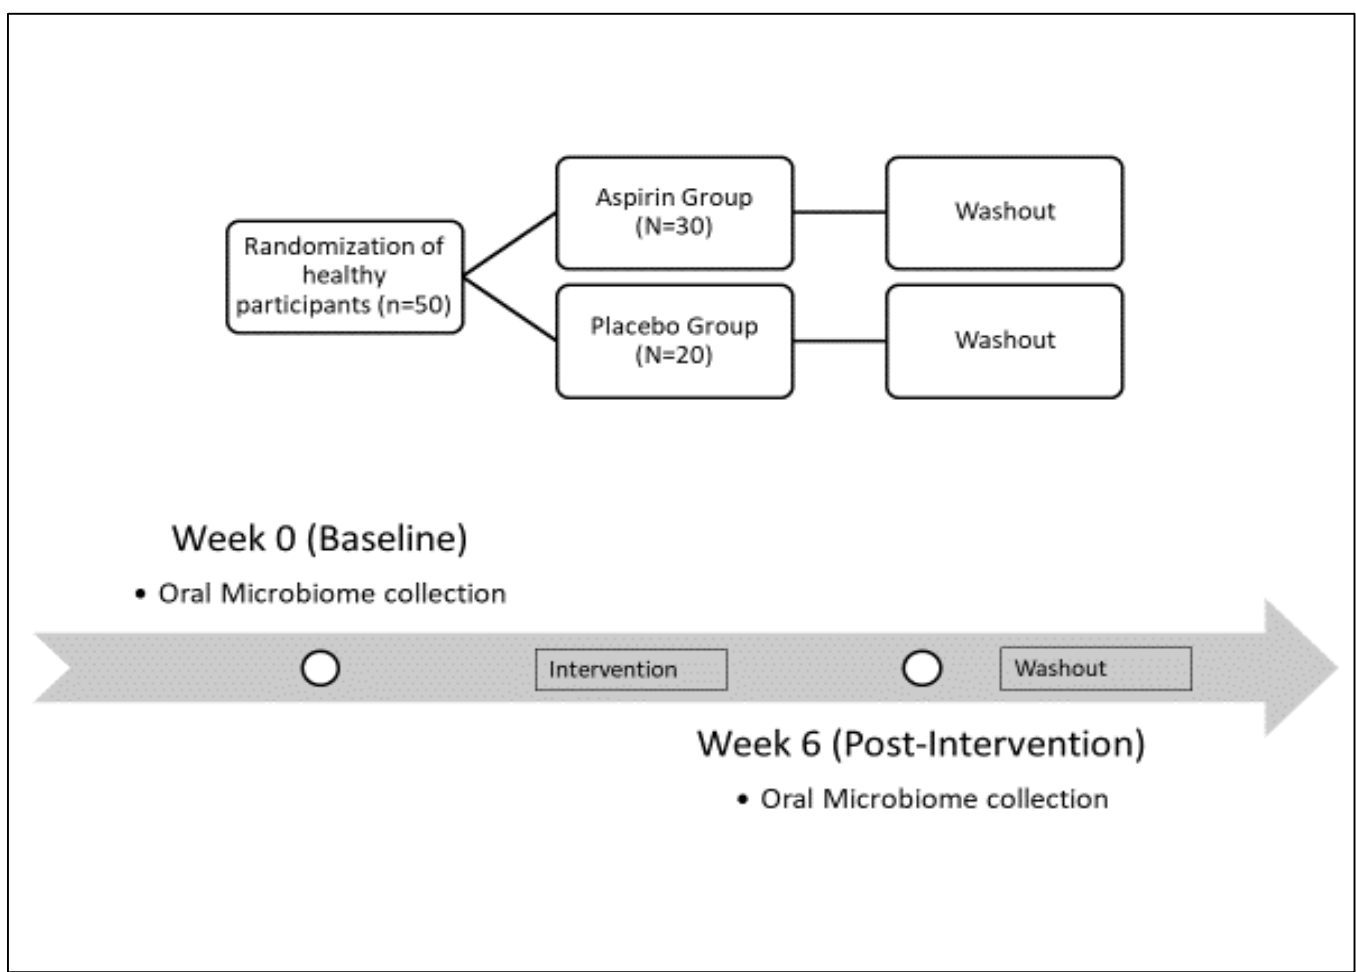 Randomization of
healthy
participants (n=50)
Aspirin Group
(N=30)
Washout
Placebo Group
(N=20)
Washout
Week 0 (Baseline)
• Oral Microbiome collection
Intervention
Washout
Week 6 (Post-Intervention)
• Oral Microbiome collection